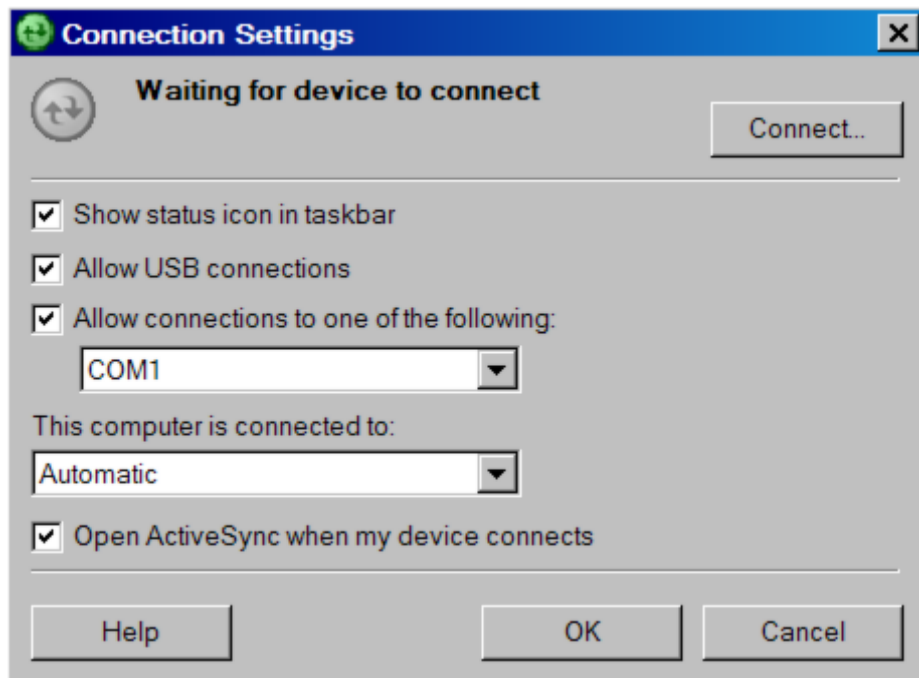 Connection Settings
Waiting for device to connect
Connect...
Show status icon in taskbar
Allow USB connections
Allow connections to one of the following:
COM1
This computer is connected to:
Automatic
Open ActiveSync when my device connects
Help
OK
Cancel